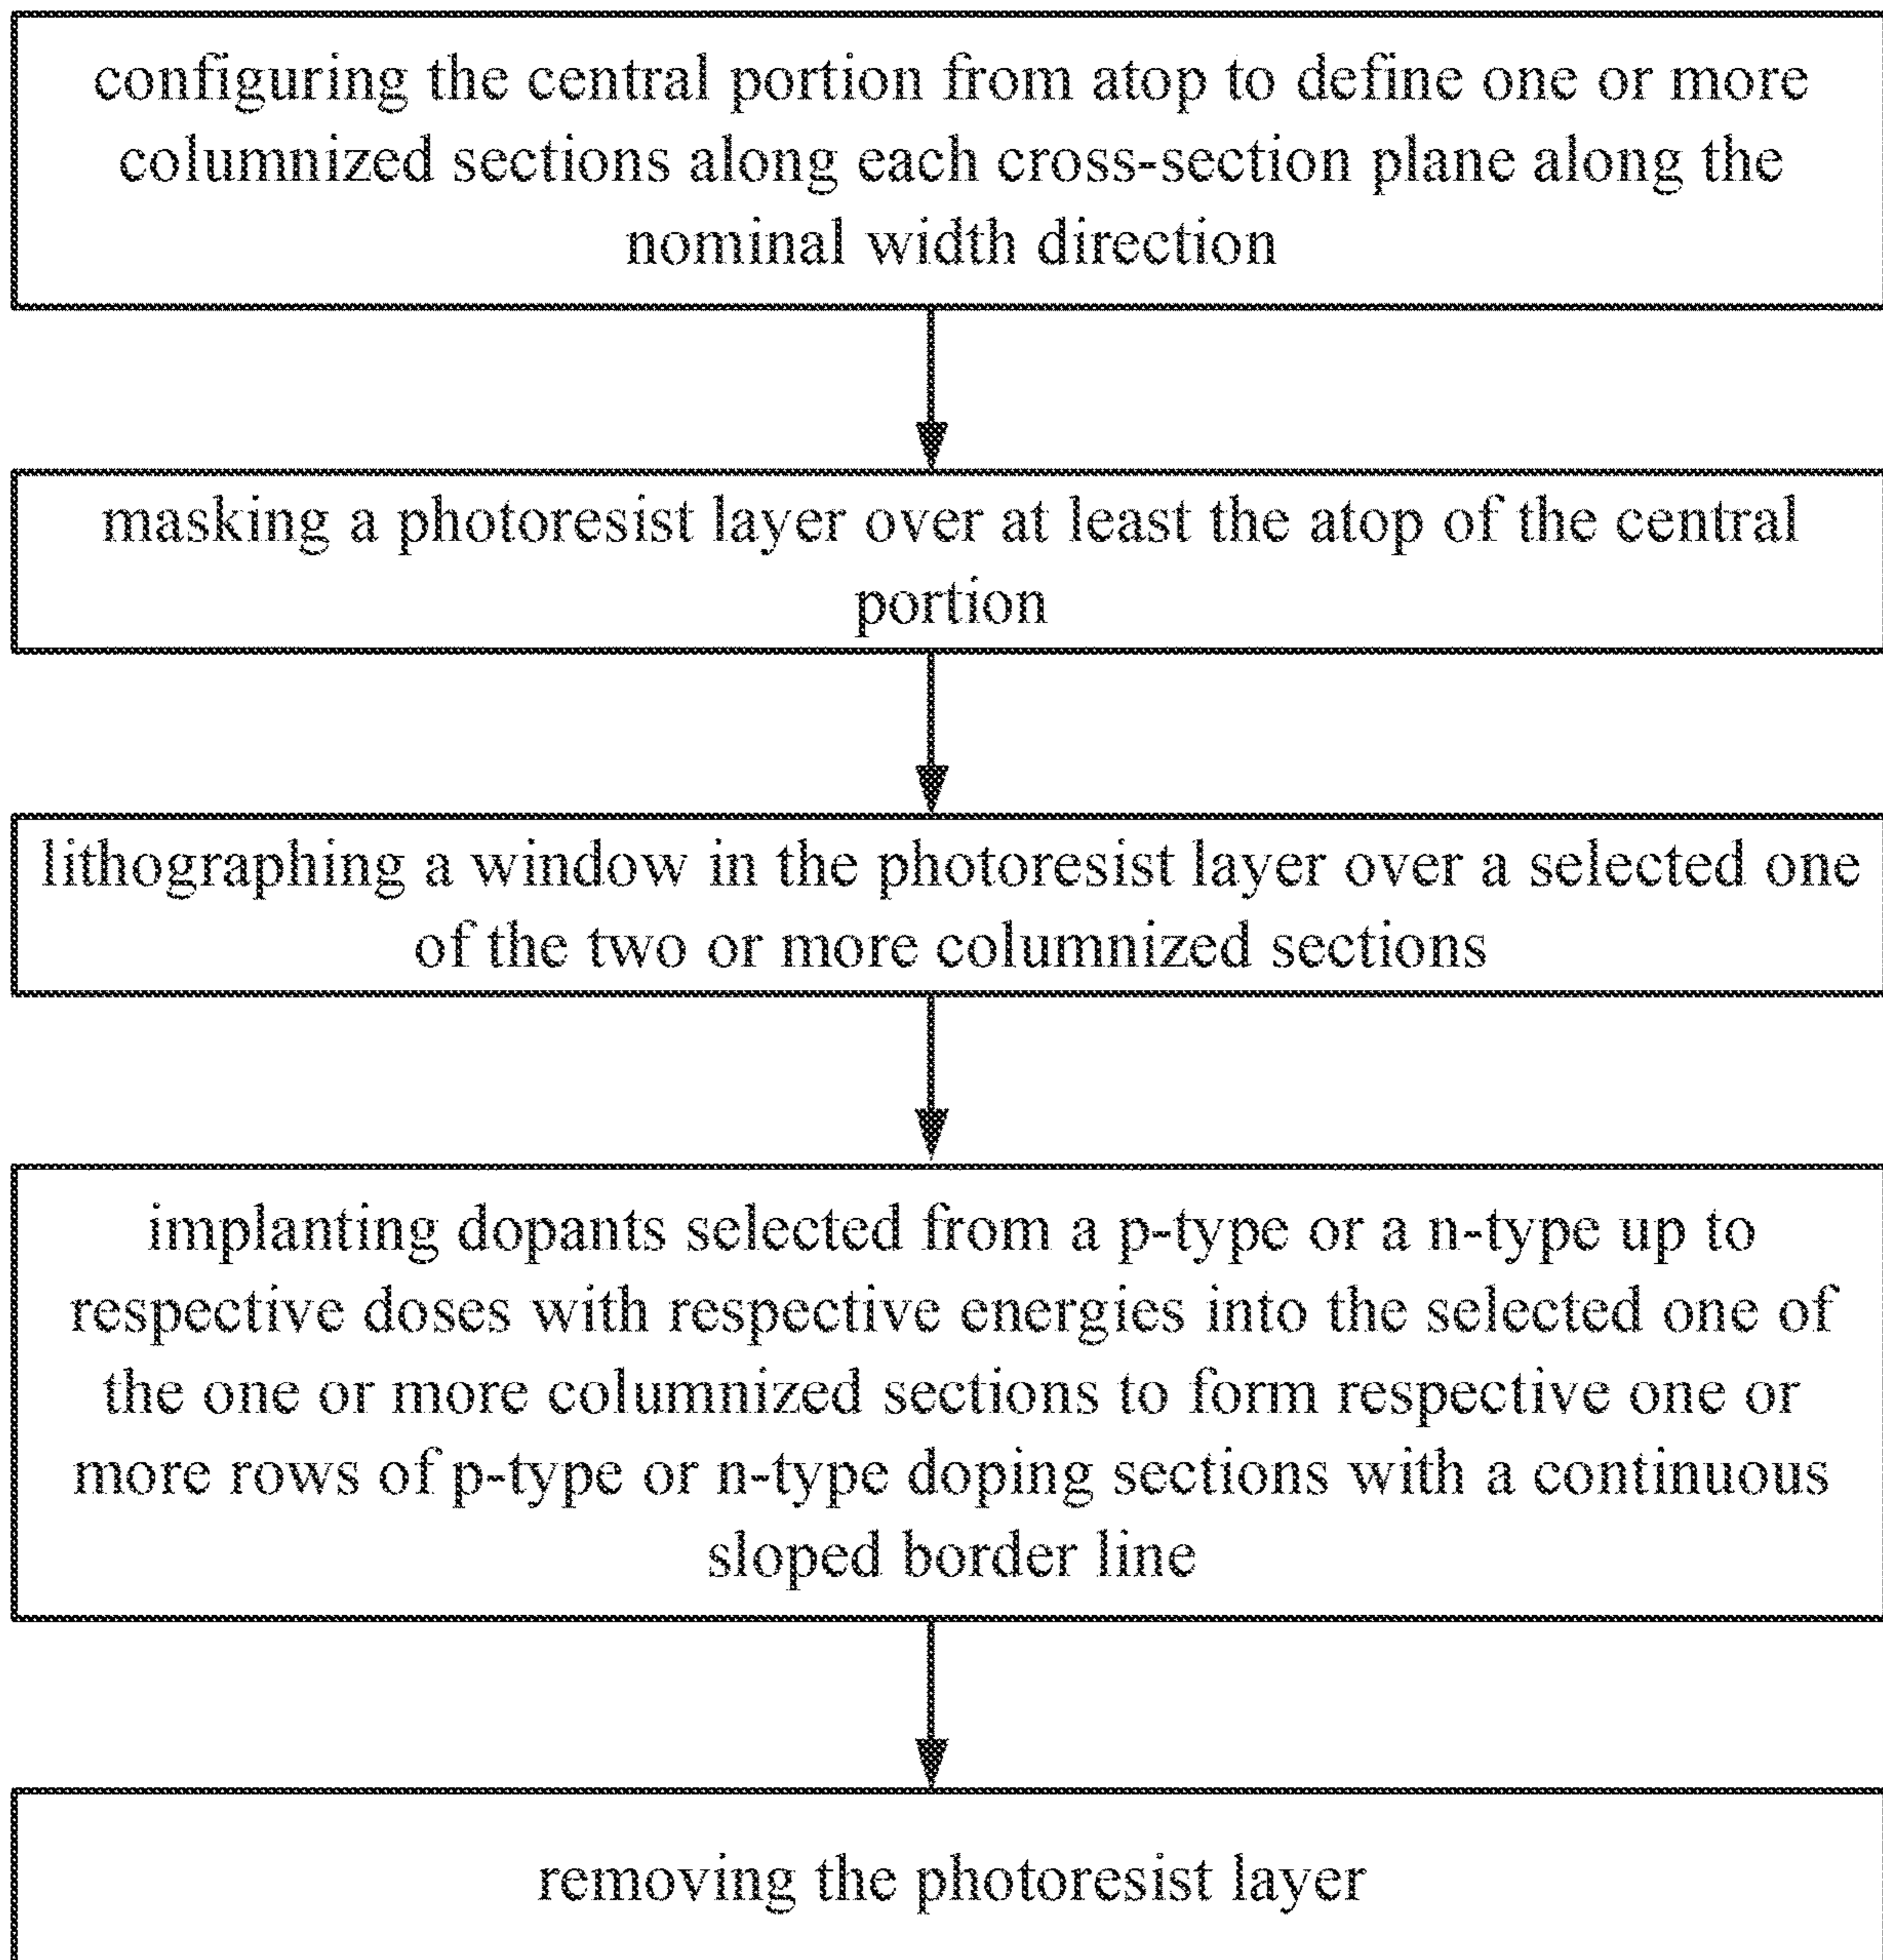 configuring the central portion from atop to define one or more
columnized sections along each cross-section plane along the
nominal width direction
masking a photoresist layer over at least the atop of the central
portion
lithographing a window in the photoresist layer over a selected one
of the two or more columnized sections
implanting dopants selected from a p-type or a n-type up to
respective doses with respective energies into the selected one of
the one or more columnized sections to form respective one or
more rows of p-type or n-type doping sections with a continuous
sloped border line
removing the photoresist layer